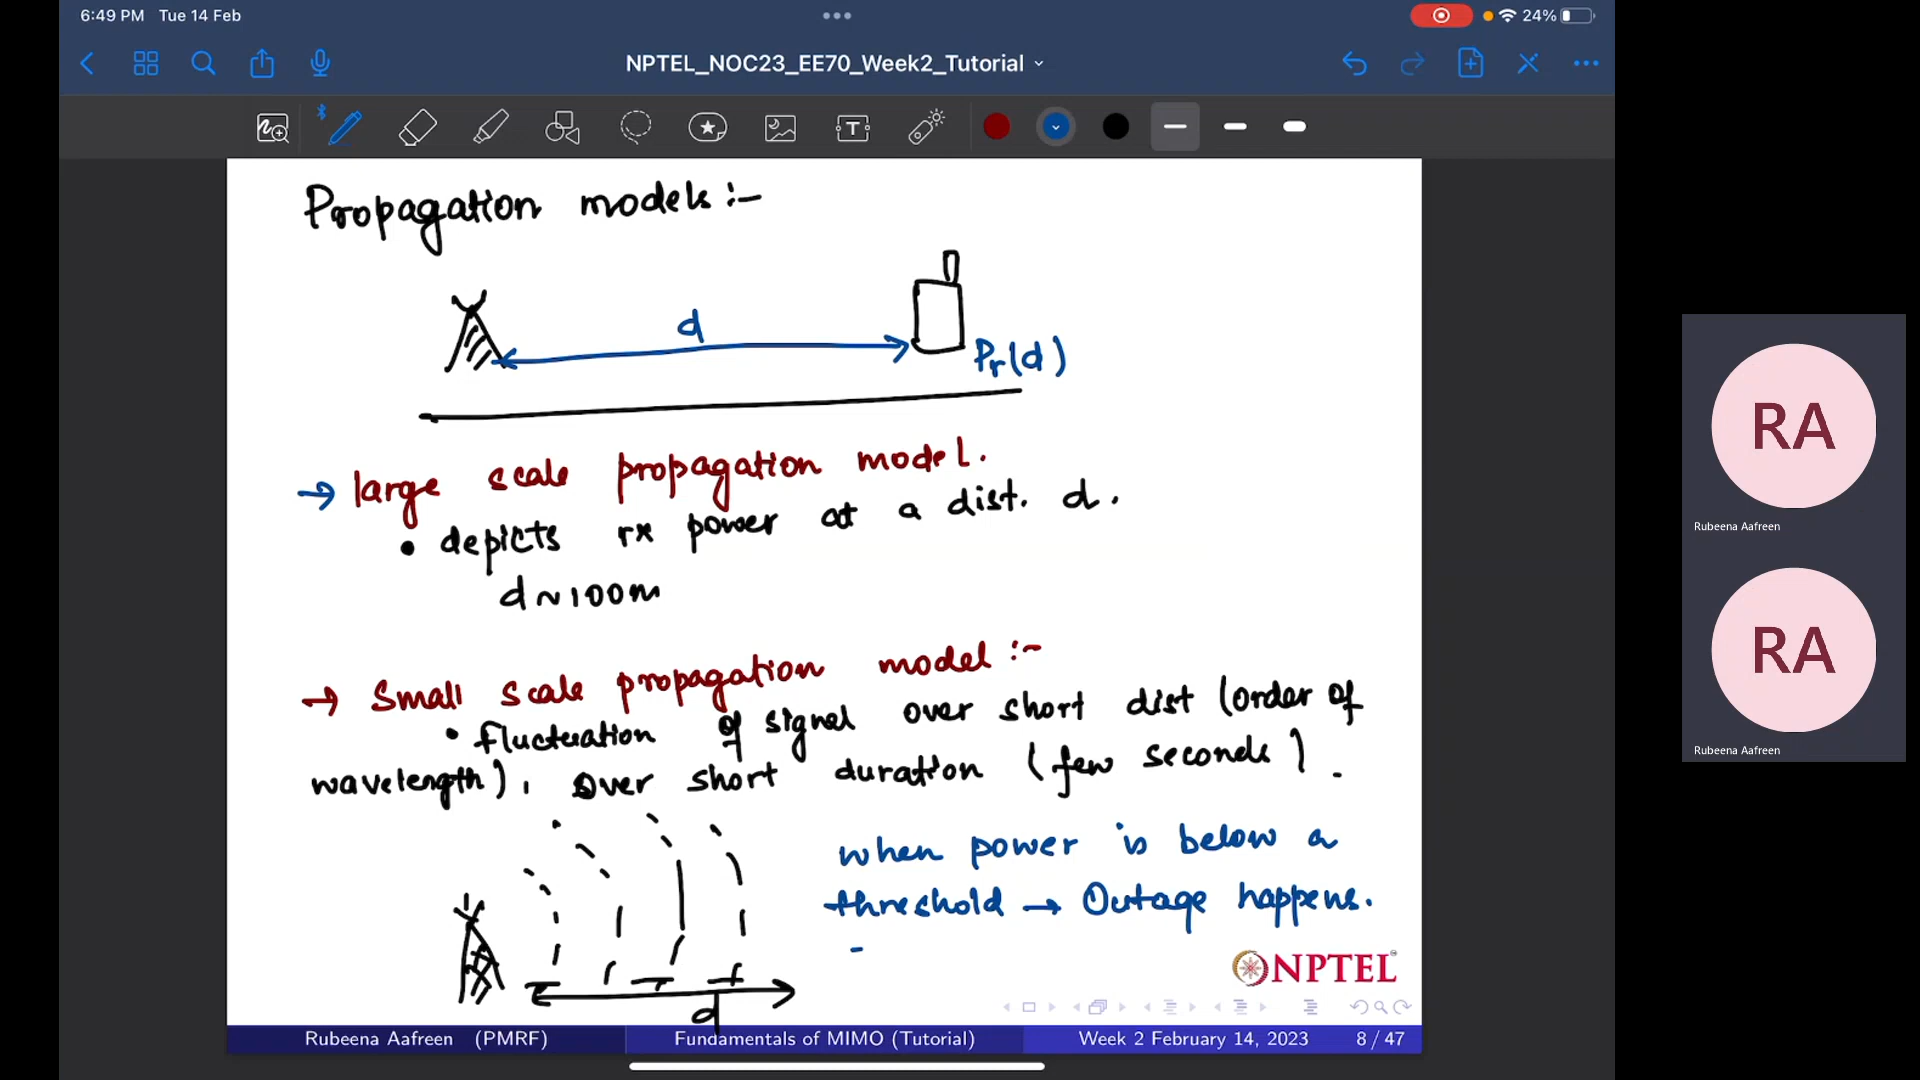 6:49 PM Tue 14 Feb
24%
NPTEL_NOC23_EE70_Week2_Tutorial
T
Propagation models :-
d
Pr(d)
→ large scale propagation model.
• depicts rx power at a dist. d.
d ~ 100m
→ Small scale propagation model :-
• fluctuation of signal over short dist (order of
wavelength), over short duration (few seconds).
when power is below a
threshold → Outage happens.
d
NPTEL
Rubeena Aafreen (PMRF)
Fundamentals of MIMO (Tutorial)
Week 2 February 14, 2023
8 / 47
RA
Rubeena Aafreen
RA
Rubeena Aafreen